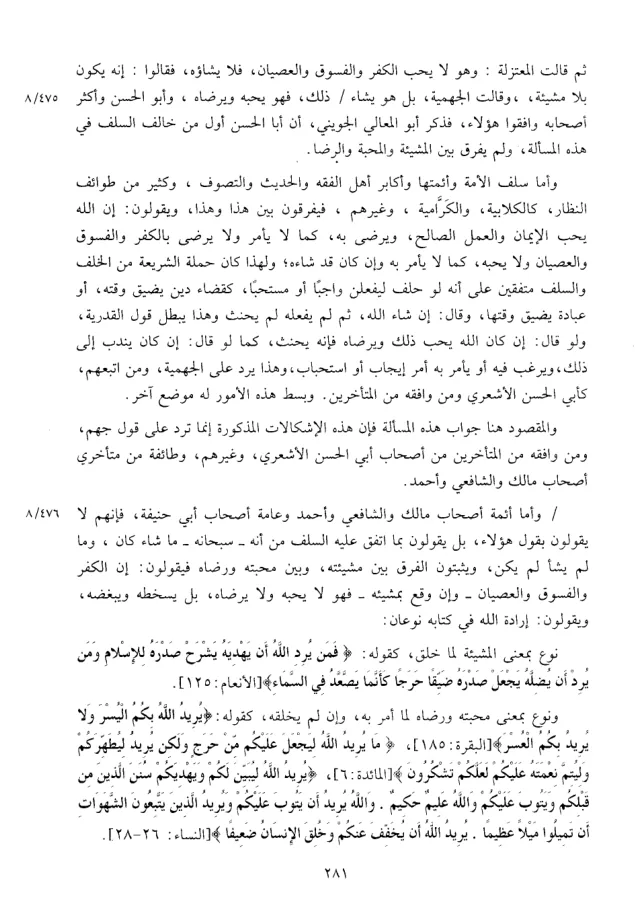 ثم قالت المعتزلة : وهو لا يحب الكفر والفسوق والعصيان، فلا يشاؤه، فقالوا : إنه يكون
بلا مشيئة، ،وقالت الجهمية، بل هو يشاء / ذلك، فهو يحبه ويرضاه ، وأبو الحسن وأكثر ٨/٤٧٥
أصحابه وافقوا هؤلاء، فذكر أبو المعالي الجويني، أن أبا الحسن أول من خالف السلف في
هذه المسألة، ولم يفرق بين المشيئة والمحبة والرضا.
وأما سلف الأمة وأئمتها وأكابر أهل الفقه والحديث والتصوف ، وكثير من طوائف
النظار، كالكلابية، والكَرَّامية ، وغيرهم ، فيفرقون بين هذا وهذا، ويقولون: إن الله
يحب الإيمان والعمل الصالح، ويرضى به، كما لا يأمر ولا يرضى بالكفر والفسوق
والعصيان ولا يحبه، كما لا يأمر به وإن كان قد شاءه؛ ولهذا كان حملة الشريعة من الخلف
والسلف متفقين على أنه لو حلف ليفعلن واجبًا أو مستحبًا، كقضاء دين يضيق وقته، أو
عبادة يضيق وقتها، وقال: إن شاء الله، ثم لم يفعله لم يحنث وهذا يبطل قول القدرية،
ولو قال: إن كان الله يحب ذلك ويرضاه فإنه يحنث، كما لو قال: إن كان يندب إلى
ذلك،ويرغب فيه أو يأمر به أمر إيجاب أو استحباب،وهذا يرد على الجهمية، ومن اتبعهم،
كأبي الحسن الأشعري ومن وافقه من المتأخرين. وبسط هذه الأمور له موضع آخر.
والمقصود هنا جواب هذه المسألة فإن هذه الإشكالات المذكورة إنما ترد على قول جهم،
ومن وافقه من المتأخرين من أصحاب أبي الحسن الأشعري، وغيرهم، وطائفة من متأخري
أصحاب مالك والشافعي وأحمد.
/ وأما أئمة أصحاب مالك والشافعي وأحمد وعامة أصحاب أبي حنيفة، فإنهم لا ٨/٤٧٦
يقولون بقول هؤلاء، بل يقولون بما اتفق عليه السلف من أنه ـ سبحانه ـ ما شاء كان ، وما
لم يشأ لم يكن، ويثبتون الفرق بين مشيئته، وبين محبته ورضاه فيقولون: إن الكفر
والفسوق والعصيان ـ وإن وقع بمشيئه ـ فهو لا يحبه ولا يرضاه، بل يسخطه ويبغضه،
ويقولون: إرادة الله في كتابه نوعان:
نوع بمعنى المشيئة لما خلق، كقوله: ﴿ فَمَن يُرِدِ اللَّهُ أَن يَهْدِيَهُ يَشْرَحْ صَدْرَهُ لِلإِسْلامِ وَمَن
يُرِدْ أَن يُضِلَّهُ يَجْعَلْ صَدْرَهُ ضَيِّقًا حَرَجًا كَأَنَّمَا يَصَّعَّدُ فِي السَّمَاءِ﴾[الأنعام:١٢٥].
ونوع بمعنى محبته ورضاه لما أمر به، وإن لم يخلقه، كقوله:﴿يُرِيدُ اللَّهُ بِكُمُ الْيُسْرَ وَلا
يُرِيدُ بِكُمُ الْعُسْرَ﴾[البقرة:١٨٥]، ﴿ مَا يُرِيدُ اللَّهُ لِيَجْعَلَ عَلَيْكُم مِّنْ حَرَجٍ وَلَكِن يُرِيدُ لِيُطَهِّرَكُمْ
وَلِيُتِمَّ نِعْمَتَهُ عَلَيْكُمْ لَعَلَّكُمْ تَشْكُرُونَ ﴾[المائدة:٦]، ﴿يُرِيدُ اللَّهُ لِيُبَيِّنَ لَكُمْ وَيَهْدِيَكُمْ سُنَنَ الَّذِينَ مِن
قَبْلِكُمْ وَيَتُوبَ عَلَيْكُمْ وَاللَّهُ عَلِيمٌ حَكِيمٌ . وَاللَّهُ يُرِيدُ أَن يَتُوبَ عَلَيْكُمْ وَيُرِيدُ الَّذِينَ يَتَّبِعُونَ الشَّهَوَاتِ
أَن تَمِيلُوا مَيْلاً عَظِيمًا . يُرِيدُ اللَّهُ أَن يُخَفِّفَ عَنكُمْ وَخُلِقَ الإِنسَانُ ضَعِيفًا ﴾[النساء: ٢٦-٢٨].
٢٨١